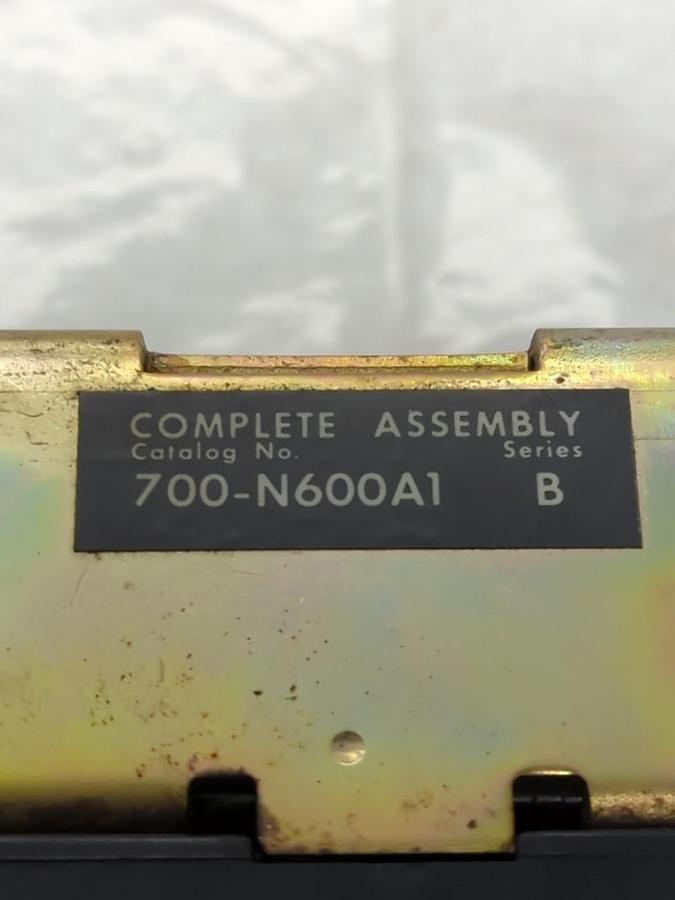 COMPLETE ASSEMBLY
Catalog No. Series
700-N600A1 B